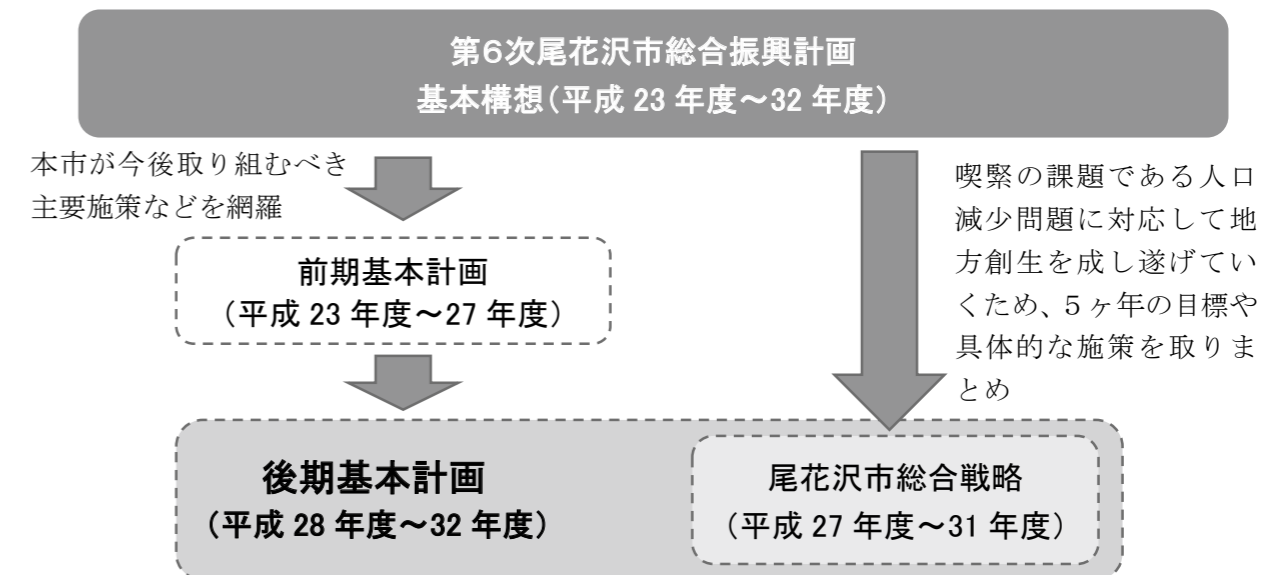 第6次尾花沢市総合振興計画
基本構想(平成 23 年度~32 年度)
本市が今後取り組むべき
主要施策などを網羅
喫緊の課題である人口
減少問題に対応して地
方創生を成し遂げてい
くため、5ヶ年の目標や
具体的な施策を取りま
とめ
前期基本計画
(平成 23 年度~27 年度)
後期基本計画
(平成 28 年度~32 年度)
尾花沢市総合戦略
(平成 27 年度~31 年度)